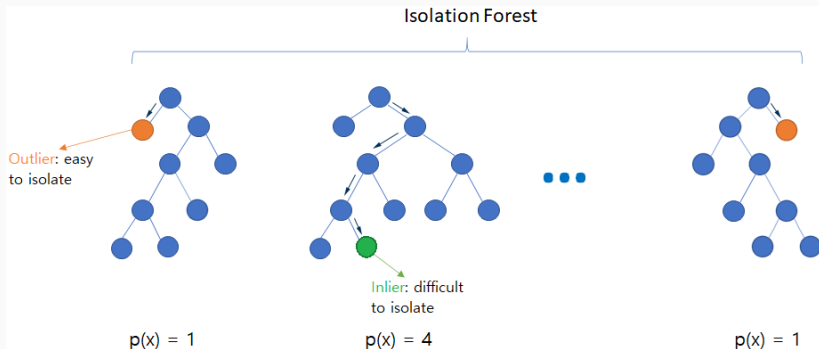 Isolation Forest
Outlier: easy
to isolate
Inlier: difficult
to isolate
p(x) = 1
p(x) = 4
p(x) = 1